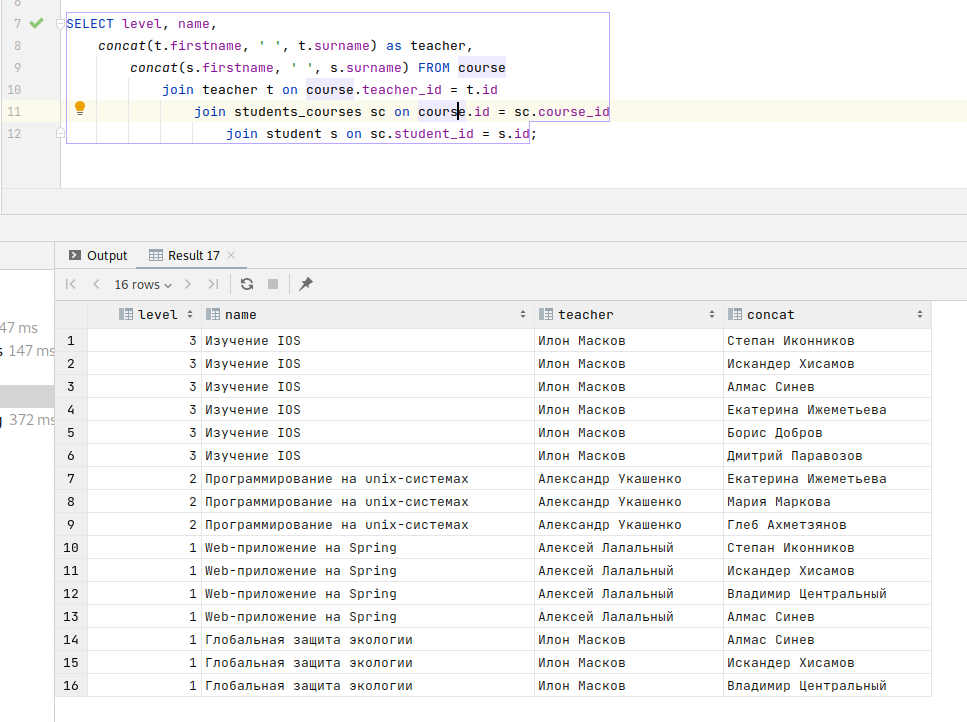 6
7 SELECT level, name,
8 concat(t.firstname, ' ', t.surname) as teacher,
9 concat(s.firstname, ' ', s.surname) FROM course
10 join teacher t on course.teacher_id = t.id
11 join students_courses sc on course.id = sc.course_id
12 join student s on sc.student_id = s.id;
Output Result 17
16 rows
level name teacher concat
47 ms
1 3 Изучение IOS Илон Масков Степан Иконников
s 147 ms
2 3 Изучение IOS Илон Масков Искандер Хисамов
3 3 Изучение IOS Илон Масков Алмас Синев
4 3 Изучение IOS Илон Масков Екатерина Ижеметьева
372 ms
5 3 Изучение IOS Илон Масков Борис Добров
6 3 Изучение IOS Илон Масков Дмитрий Паравозов
7 2 Программирование на unix-системах Александр Укашенко Екатерина Ижеметьева
8 2 Программирование на unix-системах Александр Укашенко Мария Маркова
9 2 Программирование на unix-системах Александр Укашенко Глеб Ахметзянов
10 1 Web-приложение на Spring Алексей Лалальный Степан Иконников
11 1 Web-приложение на Spring Алексей Лалальный Искандер Хисамов
12 1 Web-приложение на Spring Алексей Лалальный Владимир Центральный
13 1 Web-приложение на Spring Алексей Лалальный Алмас Синев
14 1 Глобальная защита экологии Илон Масков Алмас Синев
15 1 Глобальная защита экологии Илон Масков Искандер Хисамов
16 1 Глобальная защита экологии Илон Масков Владимир Центральный